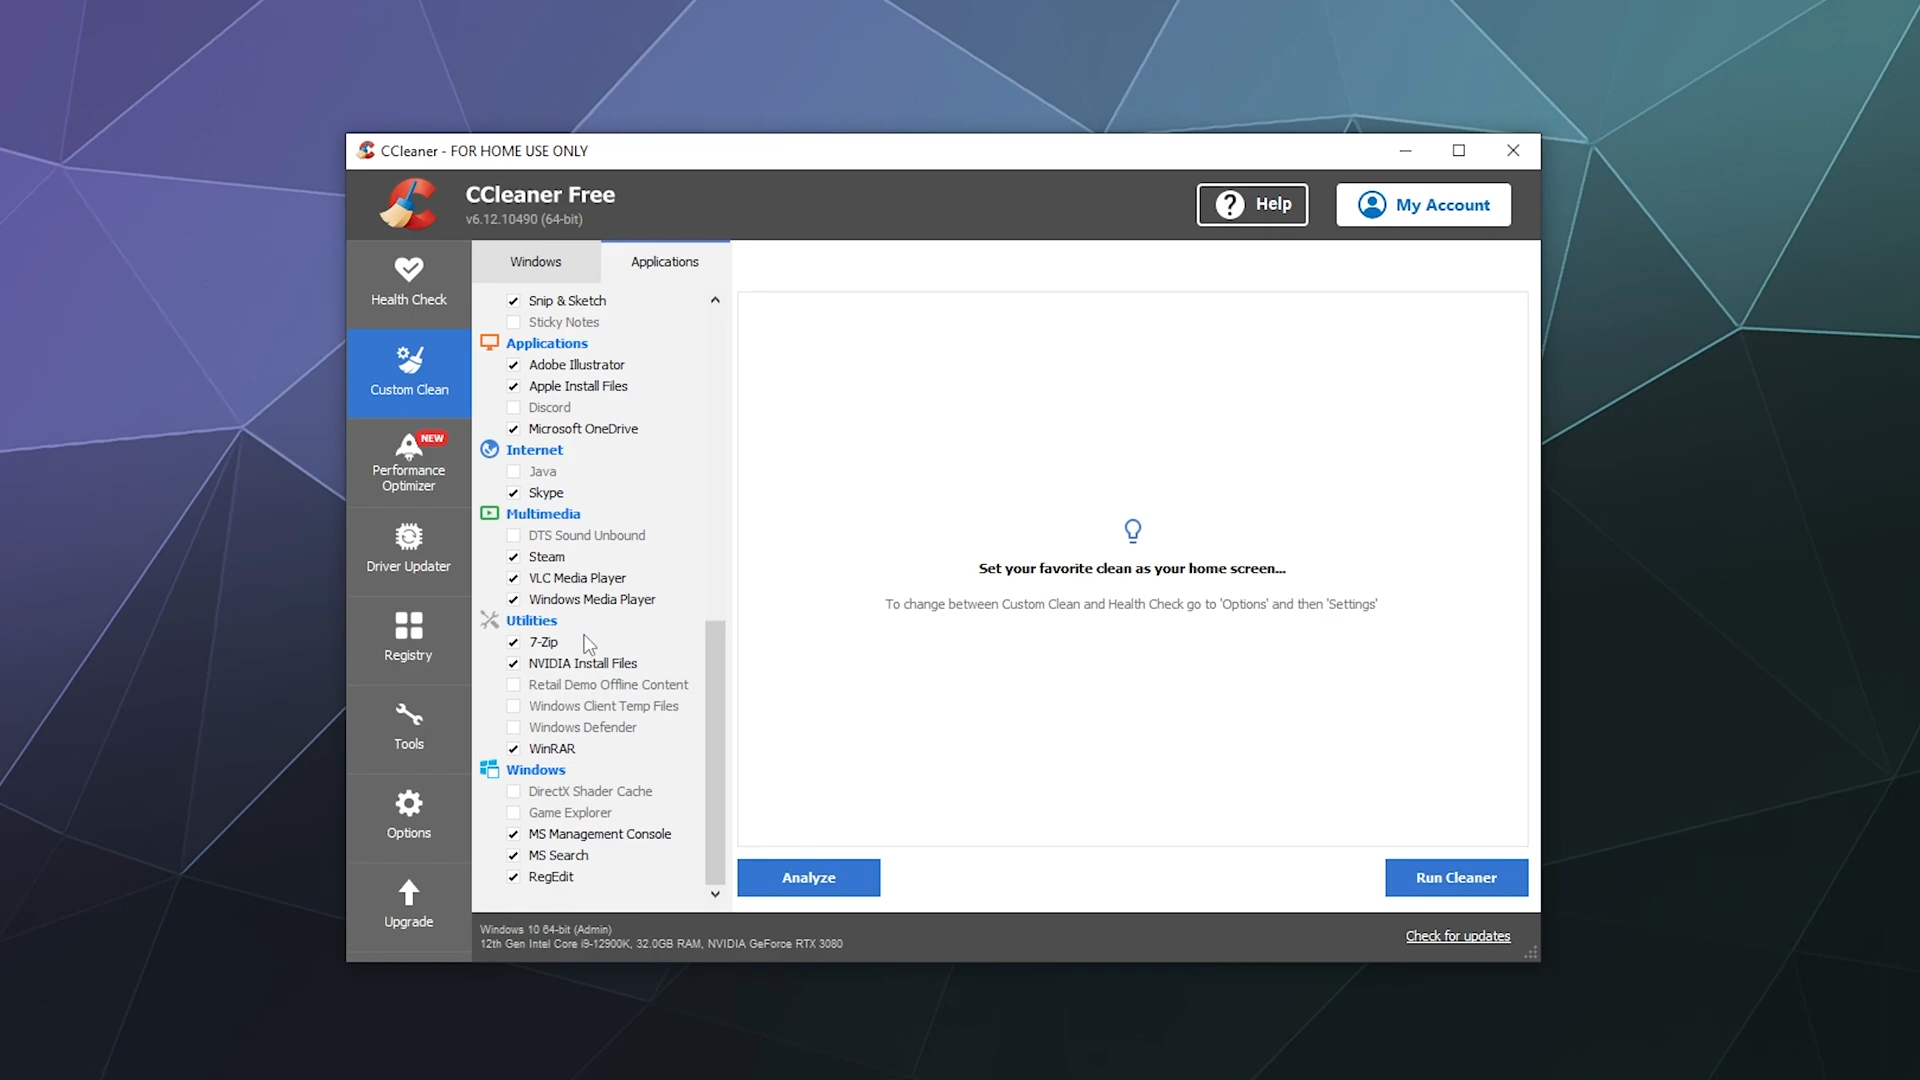 CCleaner - FOR HOME USE ONLY
CCleaner Free
v6.12.10490 (64-bit)
Help
My Account
Health Check
Custom Clean
NEW
Performance
Optimizer
Driver Updater
Registry
Tools
Options
Upgrade
Windows
Applications
Snip & Sketch
Sticky Notes
Applications
Adobe Illustrator
Apple Install Files
Discord
Microsoft OneDrive
Internet
Java
Skype
Multimedia
DTS Sound Unbound
Steam
VLC Media Player
Windows Media Player
Utilities
7-Zip
NVIDIA Install Files
Retail Demo Offline Content
Windows Client Temp Files
Windows Defender
WinRAR
Windows
DirectX Shader Cache
Game Explorer
MS Management Console
MS Search
RegEdit
Set your favorite clean as your home screen...
To change between Custom Clean and Health Check go to 'Options' and then 'Settings'
Analyze
Run Cleaner
Windows 10 64-bit (Admin)
12th Gen Intel Core i9-12900K, 32.0GB RAM, NVIDIA GeForce RTX 3080
Check for updates